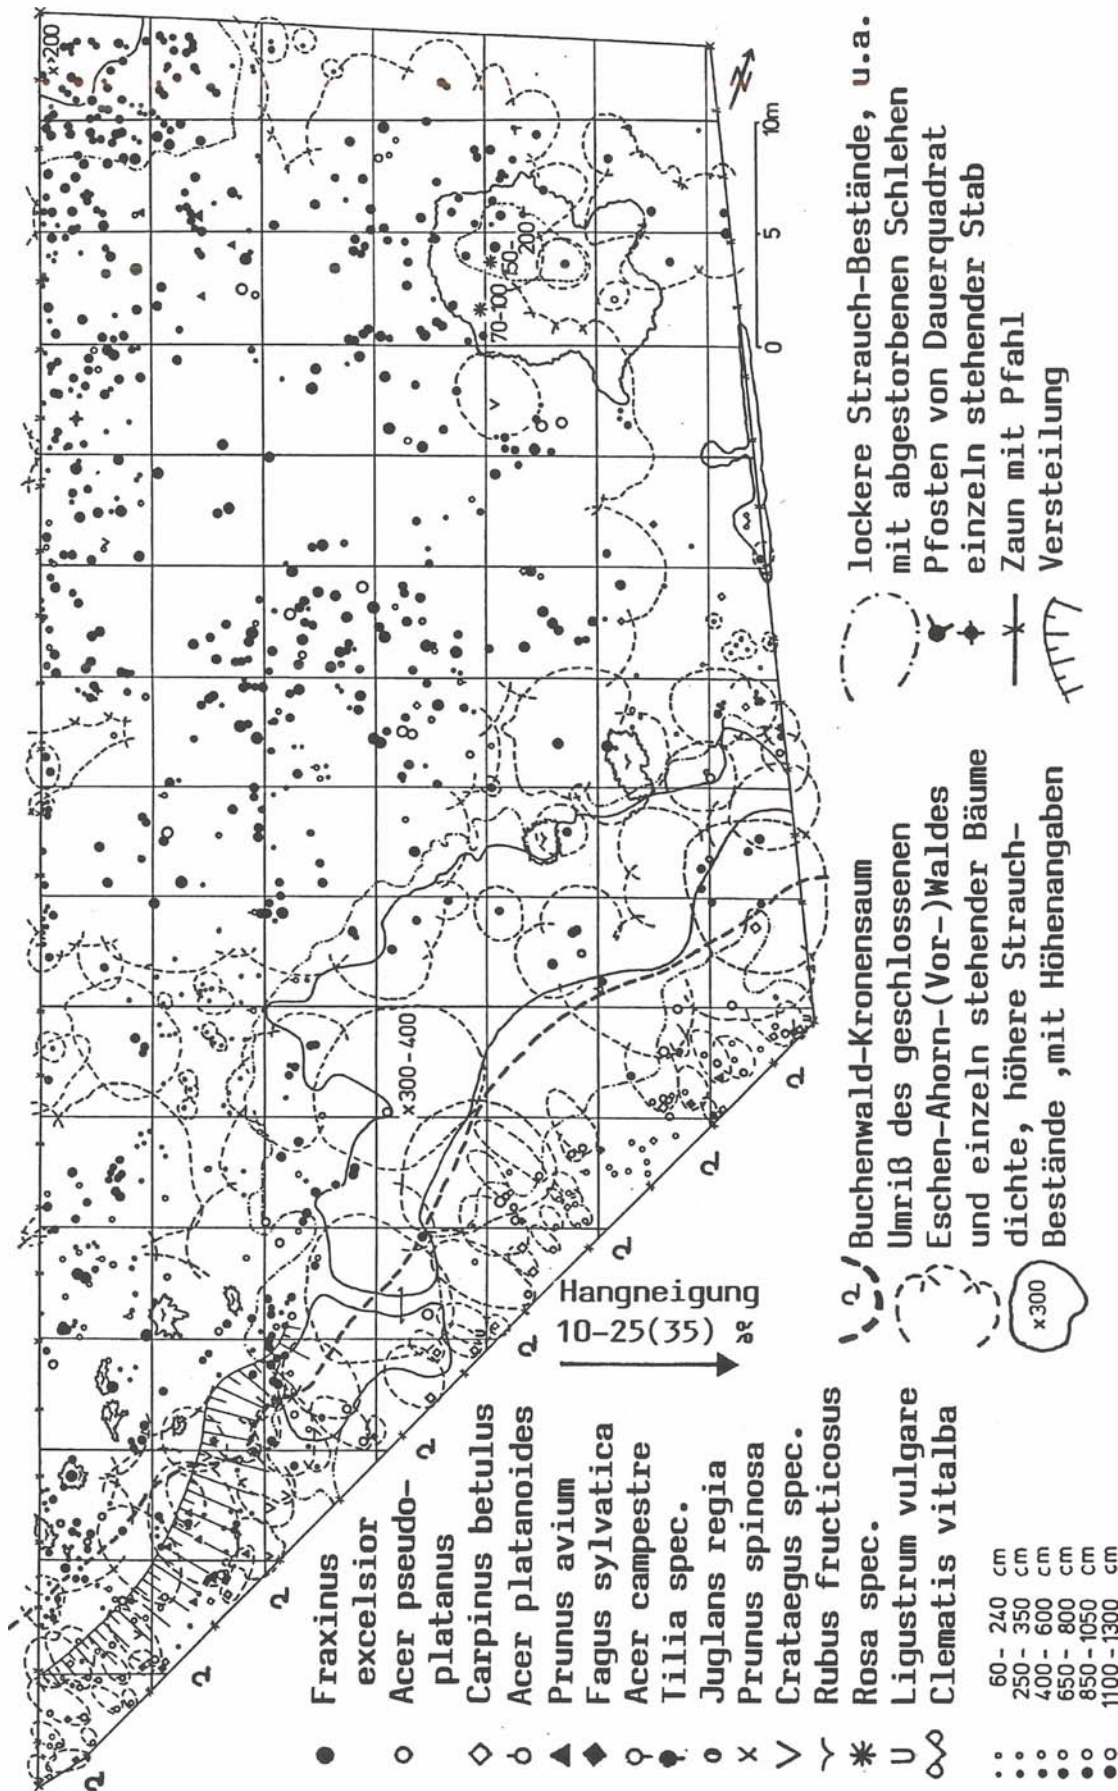 x>200
70-100
150-
200
x300-400
N
0
5
10m
Hangneigung
10-25(35)
● Fraxinus
excelsior
○ Acer pseudo-
platanus
◇ Carpinus betulus
Acer platanoides
▲ Prunus avium
◆ Fagus sylvatica
Acer campestre
Tilia spec.
Juglans regia
x Prunus spinosa
Crataegus spec.
Rubus fructicosus
Rosa spec.
U Ligustrum vulgare
Clematis vitalba
60- 240 cm
250- 350 cm
400- 600 cm
650- 800 cm
850-1050 cm
1100-1300 cm
Buchenwald-Kronensaum
Umriß des geschlossenen
Eschen-Ahorn-(Vor-)Waldes
und einzeln stehender Bäume
x300
dichte, höhere Strauch-
Bestände ,mit Höhenangaben
lockere Strauch-Bestände, u.a.
mit abgestorbenen Schlehen
Pfosten von Dauerquadrat
einzeln stehender Stab
Zaun mit Pfahl
Versteilung